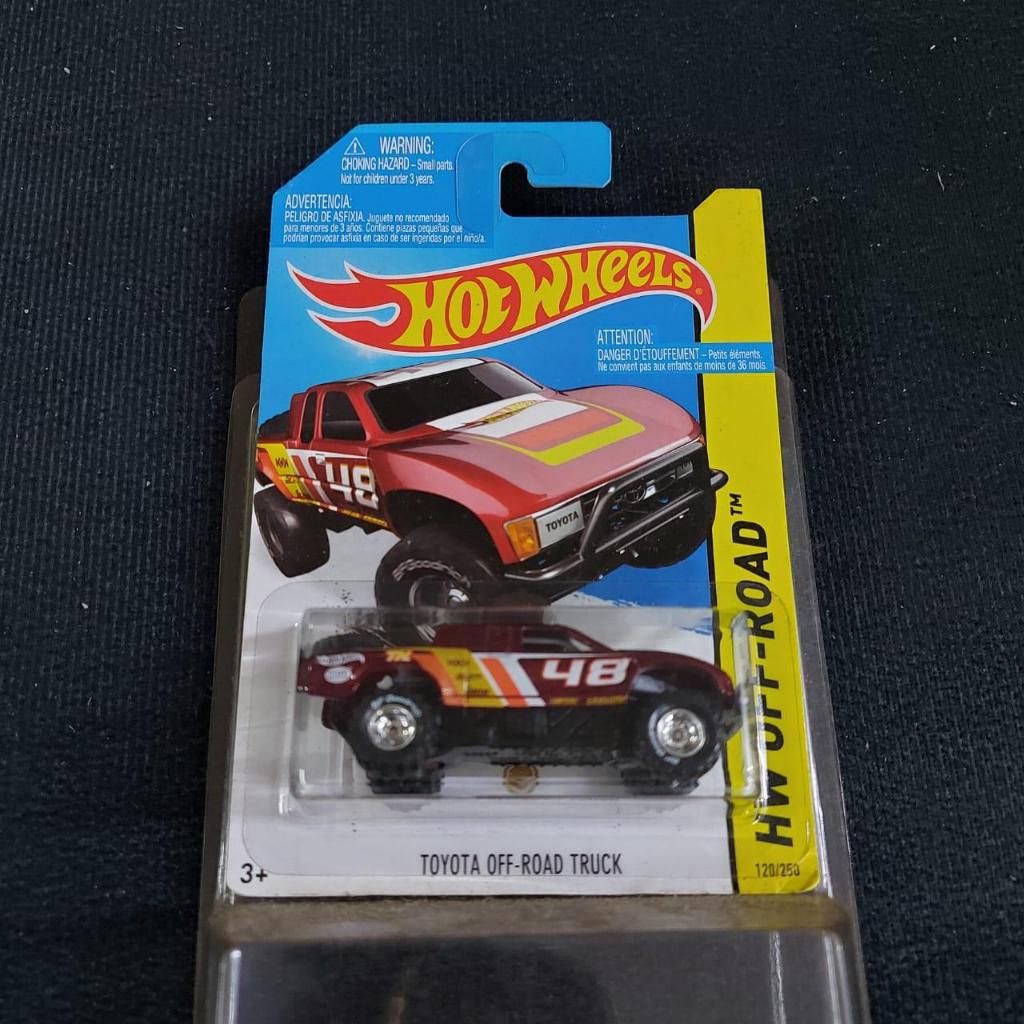 WARNING:
CHOKING HAZARD – Small parts.
Not for children under 3 years.
ADVERTENCIA:
PELIGRO DE ASFIXIA. Juguete no recomendado
para menores de 3 años. Contiene piezas pequeñas que
podrían provocar asfixia en caso de ser ingeridas por el niño/a.
HOT WHEELS®
ATTENTION:
DANGER D'ÉTOUFFEMENT – Petits éléments.
Ne convient pas aux enfants de moins de 36 mois.
48
TOYOTA
HW OFF-ROAD™
48
TOYOTA OFF-ROAD TRUCK
3+
120/250